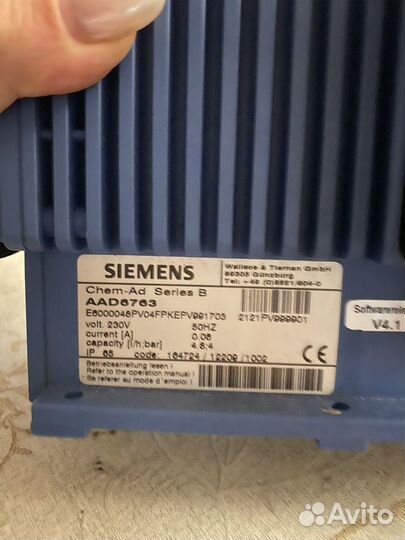 SIEMENS
Wallace & Tiernan GmbH
89305 Günzburg
Tel: +49 (0)8221/904-0
Chem-Ad Series B
AAD6763
E6000048PV04FPKEPV991703 2121PV999901
volt. 230V 50HZ
current [A] 0.06
capacity [l/h;bar] 4.8;4
IP 65 code: 164724 / 12209 /1002
CE
Betriebsanleitung lesen !
Refer to the operation manual !
Se reférer au mode d'emploi !
Softwarerele
V4.1
Avito